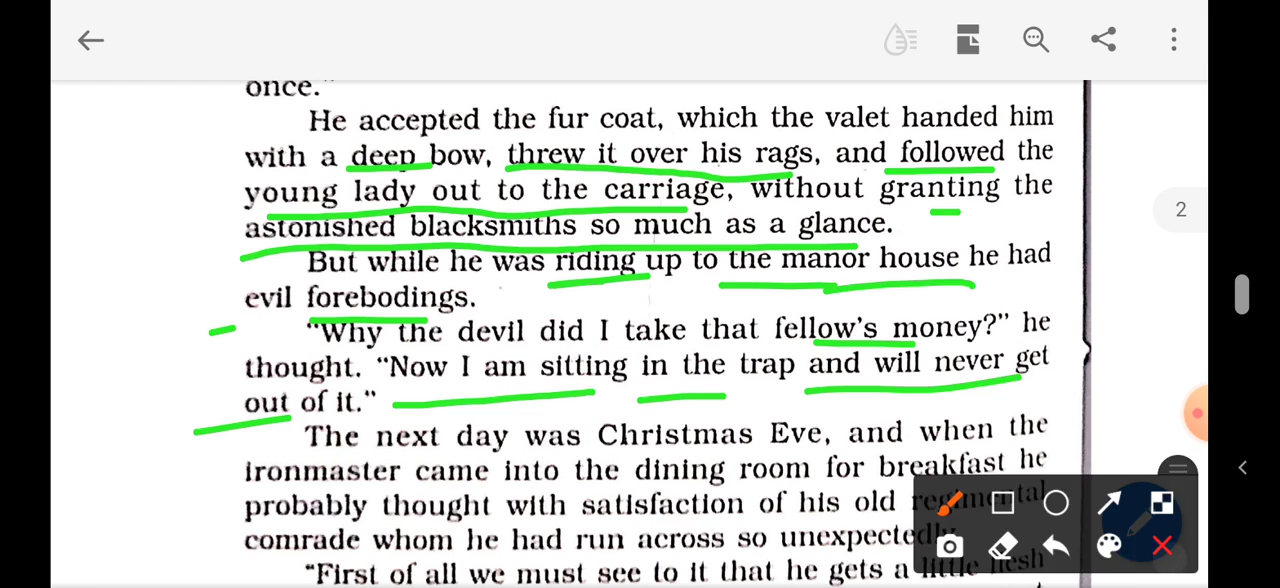 once."
He accepted the fur coat, which the valet handed him
with a deep bow, threw it over his rags, and followed the
young lady out to the carriage, without granting the
astonished blacksmiths so much as a glance.
But while he was riding up to the manor house he had
evil forebodings.
"Why the devil did I take that fellow's money?" he
thought. "Now I am sitting in the trap and will never get
out of it."
The next day was Christmas Eve, and when the
ironmaster came into the dining room for breakfast he
probably thought with satisfaction of his old regimental
comrade whom he had run across so unexpectedly.
"First of all we must see to it that he gets a little flesh
2